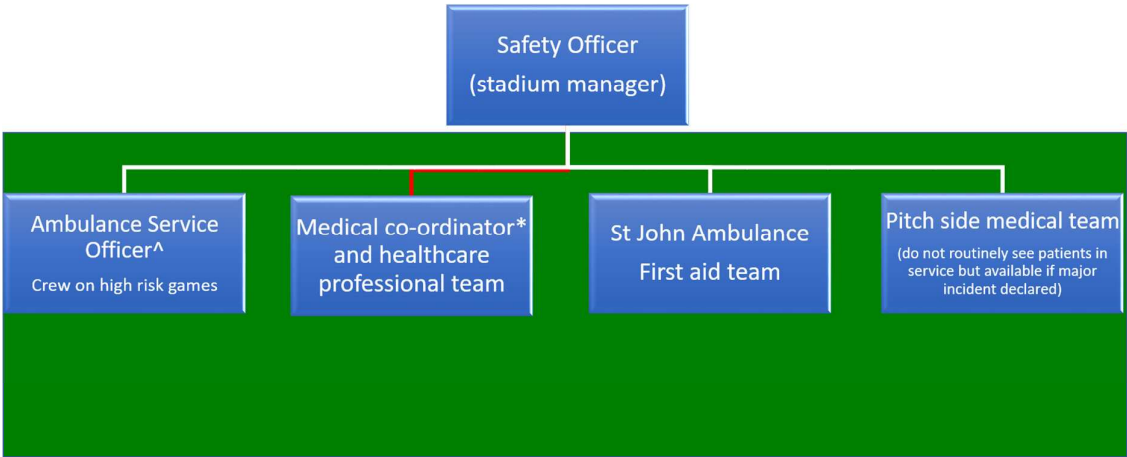 Safety Officer
(stadium manager)
Ambulance Service
Officer^
Crew on high risk games
Medical co-ordinator*
and healthcare
professional team
St John Ambulance
First aid team
Pitch side medical team
(do not routinely see patients in
service but available if major
incident declared)